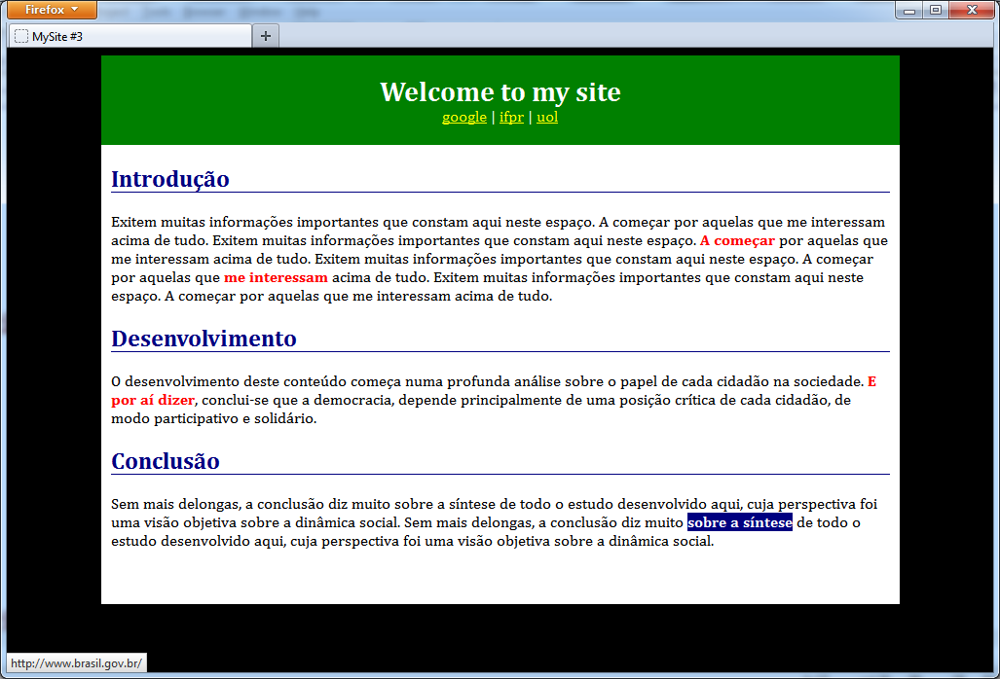 Firefox
MySite #3
Welcome to my site
google | ifpr | uol
Introdução
Exitem muitas informações importantes que constam aqui neste espaço. A começar por aquelas que me interessam
acima de tudo. Exitem muitas informações importantes que constam aqui neste espaço. A começar por aquelas que
me interessam acima de tudo. Exitem muitas informações importantes que constam aqui neste espaço. A começar
por aquelas que me interessam acima de tudo. Exitem muitas informações importantes que constam aqui neste
espaço. A começar por aquelas que me interessam acima de tudo.
Desenvolvimento
O desenvolvimento deste conteúdo começa numa profunda análise sobre o papel de cada cidadão na sociedade. E
por aí dizer, conclui-se que a democracia, depende principalmente de uma posição crítica de cada cidadão, de
modo participativo e solidário.
Conclusão
Sem mais delongas, a conclusão diz muito sobre a síntese de todo o estudo desenvolvido aqui, cuja perspectiva foi
uma visão objetiva sobre a dinâmica social. Sem mais delongas, a conclusão diz muito sobre a síntese de todo o
estudo desenvolvido aqui, cuja perspectiva foi uma visão objetiva sobre a dinâmica social.
http://www.brasil.gov.br/